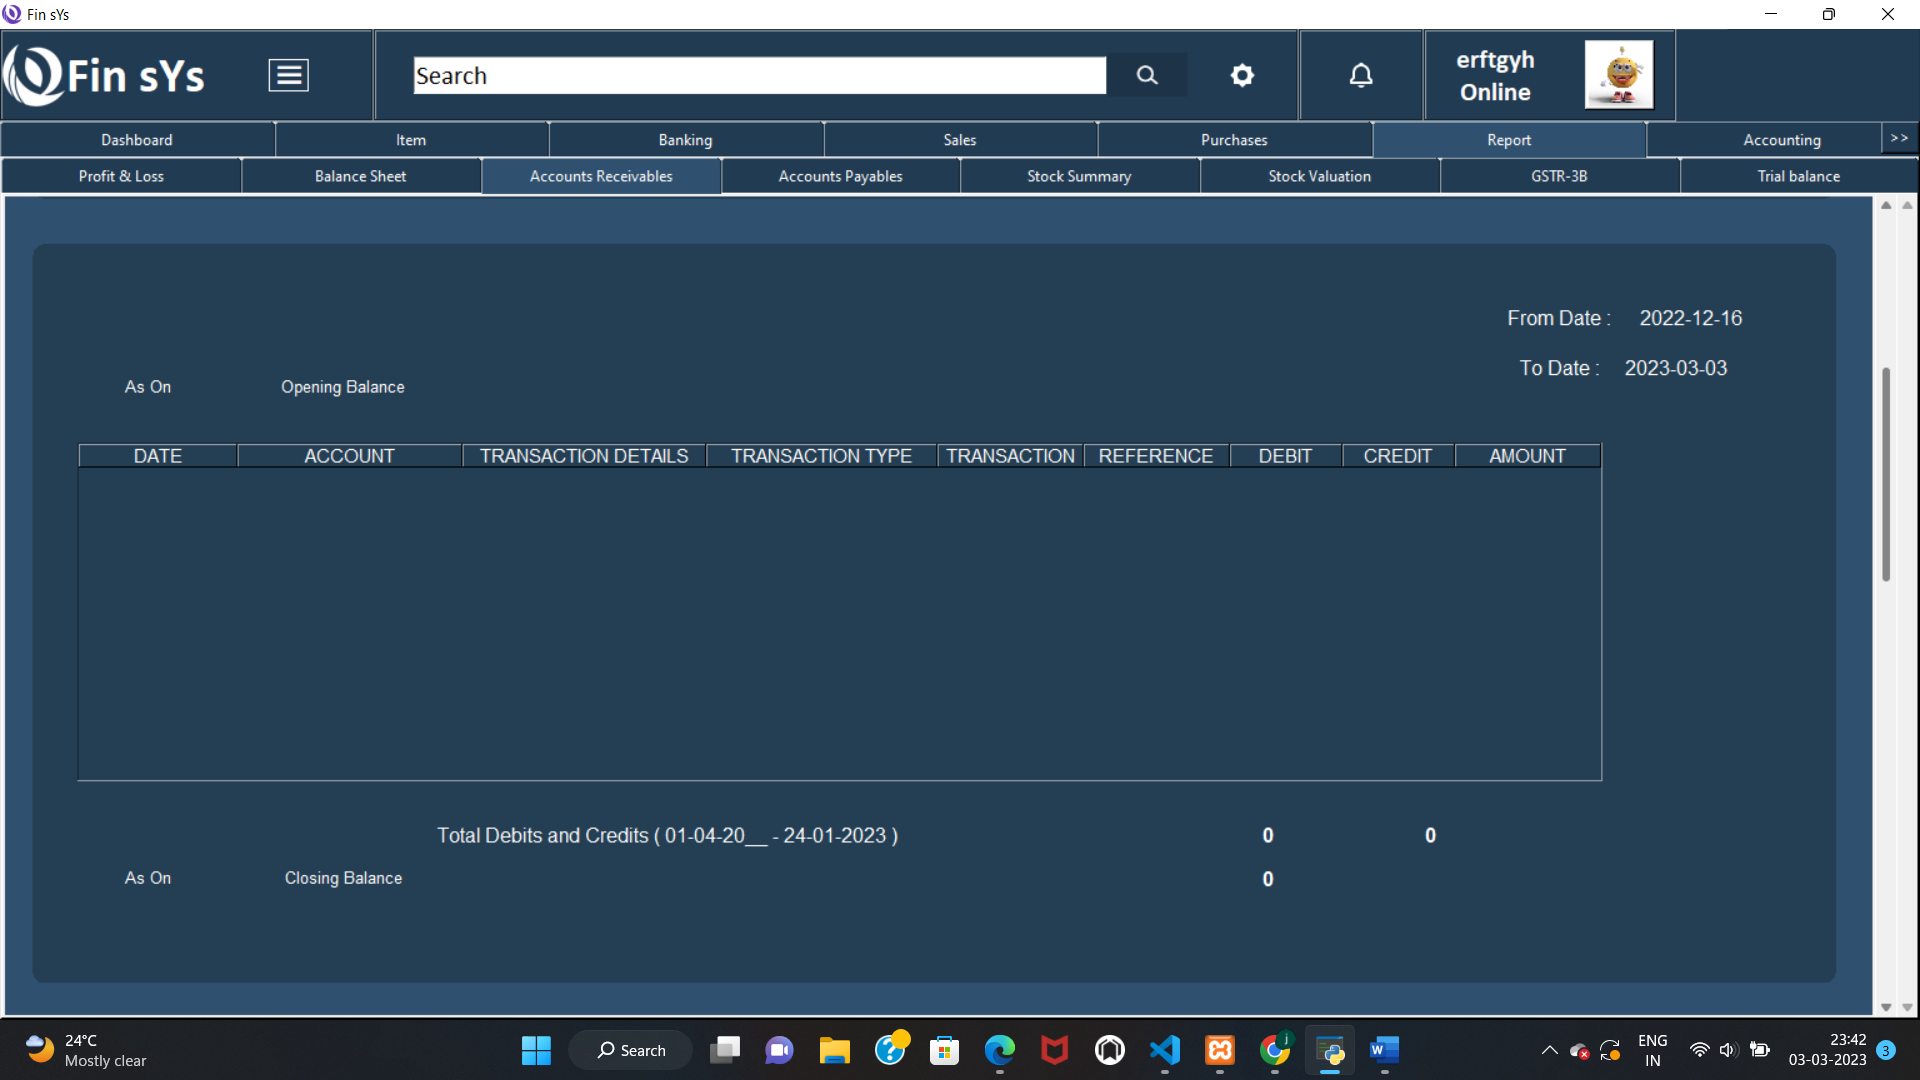 Fin sYs
Fin sYs
Search
erftgyh
Online
Dashboard Item Banking Sales Purchases Report Accounting >>
Profit & Loss Balance Sheet Accounts Receivables Accounts Payables Stock Summary Stock Valuation GSTR-3B Trial balance
From Date : 2022-12-16
To Date : 2023-03-03
As On Opening Balance
DATE ACCOUNT TRANSACTION DETAILS TRANSACTION TYPE TRANSACTION REFERENCE DEBIT CREDIT AMOUNT
Total Debits and Credits ( 01-04-20__ - 24-01-2023 ) 0 0
As On Closing Balance 0
24°C
Mostly clear
Search
j
W
ENG
IN
23:42
03-03-2023
3